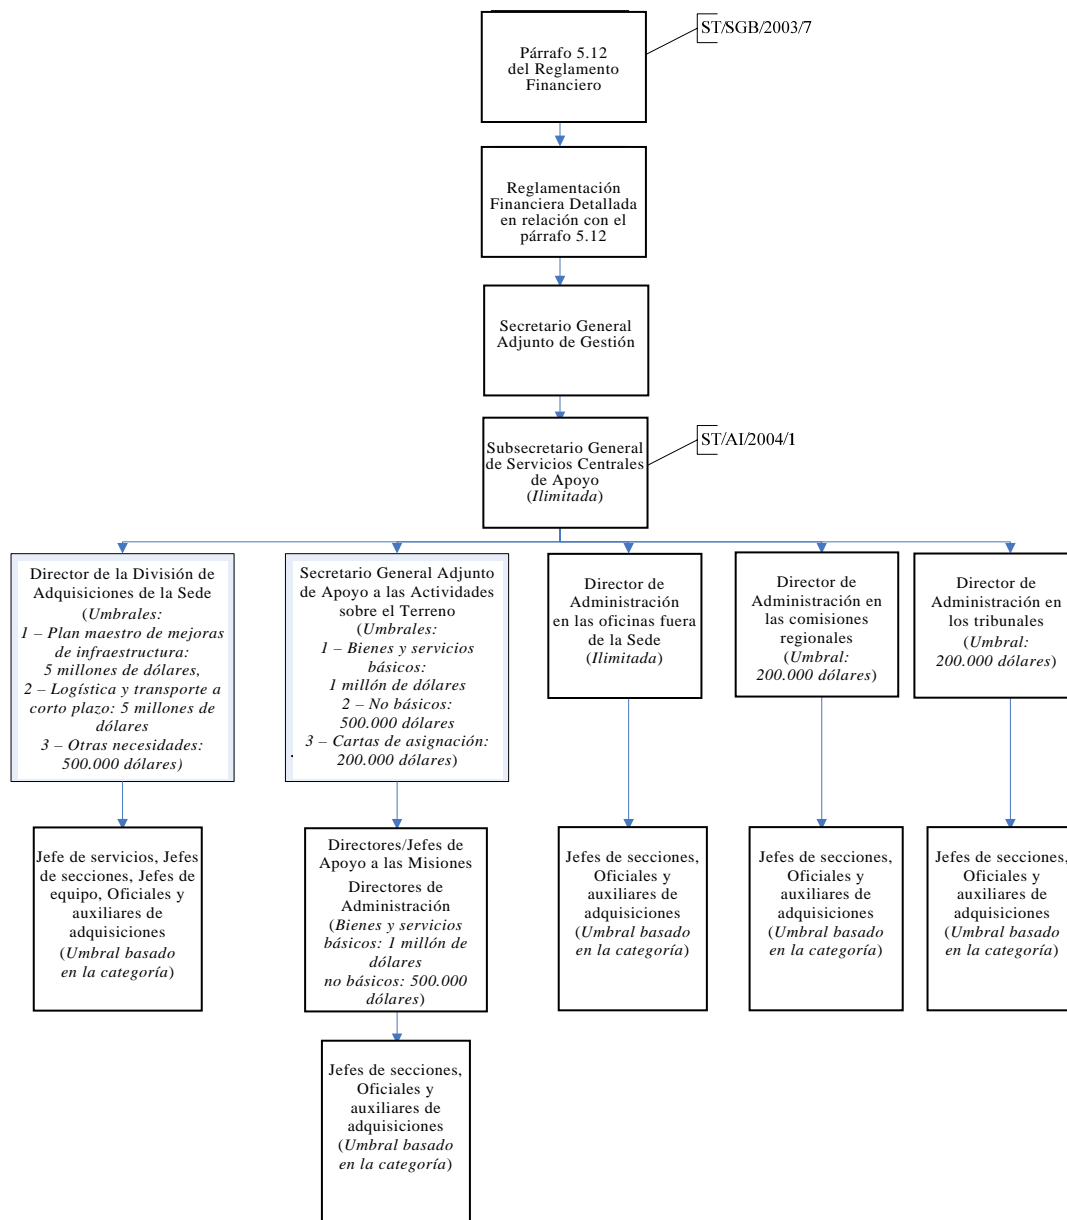 ST/SGB/2003/7
Párrafo 5.12
del Reglamento
Financiero
Reglamentación
Financiera Detallada
en relación con el
párrafo 5.12
Secretario General
Adjunto de Gestión
ST/AI/2004/1
Subsecretario General
de Servicios Centrales
de Apoyo
(Ilimitada)
Director de la División de
Adquisiciones de la Sede
(Umbrales:
1 – Plan maestro de mejoras
de infraestructura:
5 millones de dólares,
2 – Logística y transporte a
corto plazo: 5 millones de
dólares
3 – Otras necesidades:
500.000 dólares)
Secretario General Adjunto
de Apoyo a las Actividades
sobre el Terreno
(Umbrales:
1 – Bienes y servicios
básicos:
1 millón de dólares
2 – No básicos:
500.000 dólares
3 – Cartas de asignación:
200.000 dólares)
Director de
Administración
en las oficinas fuera
de la Sede
(Ilimitada)
Director de
Administración en
las comisiones
regionales
(Umbral:
200.000 dólares)
Director de
Administración en
los tribunales
(Umbral:
200.000 dólares)
Jefe de servicios, Jefes
de secciones, Jefes de
equipo, Oficiales y
auxiliares de
adquisiciones
(Umbral basado
en la categoría)
Directores/Jefes de
Apoyo a las Misiones
Directores de
Administración
(Bienes y servicios
básicos: 1 millón de
dólares
no básicos: 500.000
dólares)
Jefes de secciones,
Oficiales y
auxiliares de
adquisiciones
(Umbral basado
en la categoría)
Jefes de secciones,
Oficiales y
auxiliares de
adquisiciones
(Umbral basado
en la categoría)
Jefes de secciones,
Oficiales y
auxiliares de
adquisiciones
(Umbral basado
en la categoría)
Jefes de secciones,
Oficiales y
auxiliares de
adquisiciones
(Umbral basado
en la categoría)